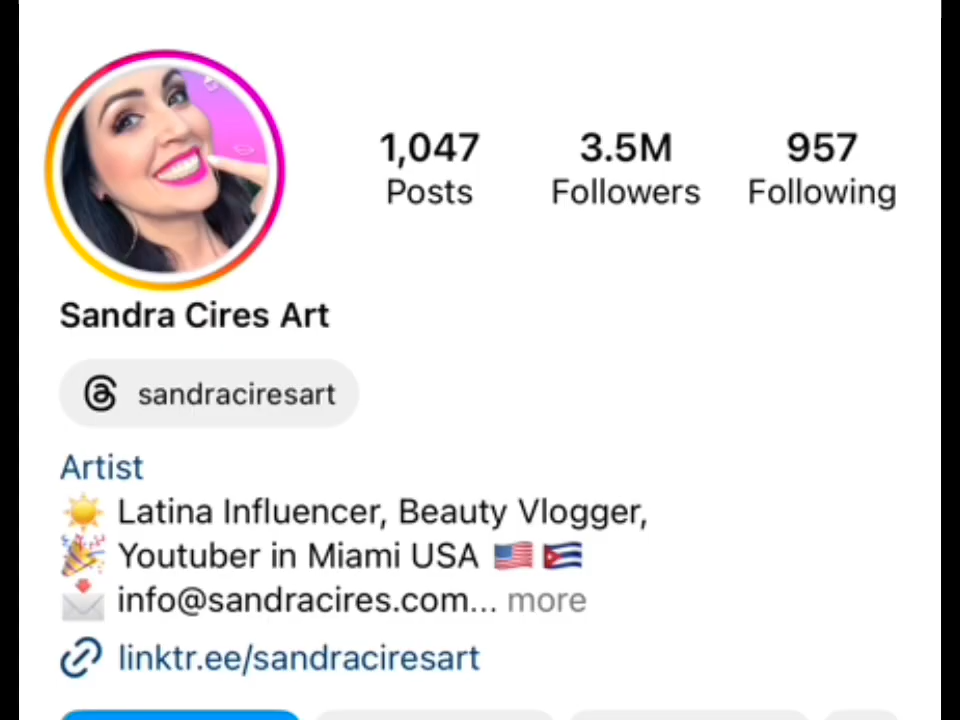 1,047 3.5M 957
Posts Followers Following
Sandra Cires Art
sandraciresart
Artist
☀️ Latina Influencer, Beauty Vlogger,
🎉 Youtuber in Miami USA 🇺🇸 🇨🇺
📩 info@sandracires.com... more
linktr.ee/sandraciresart